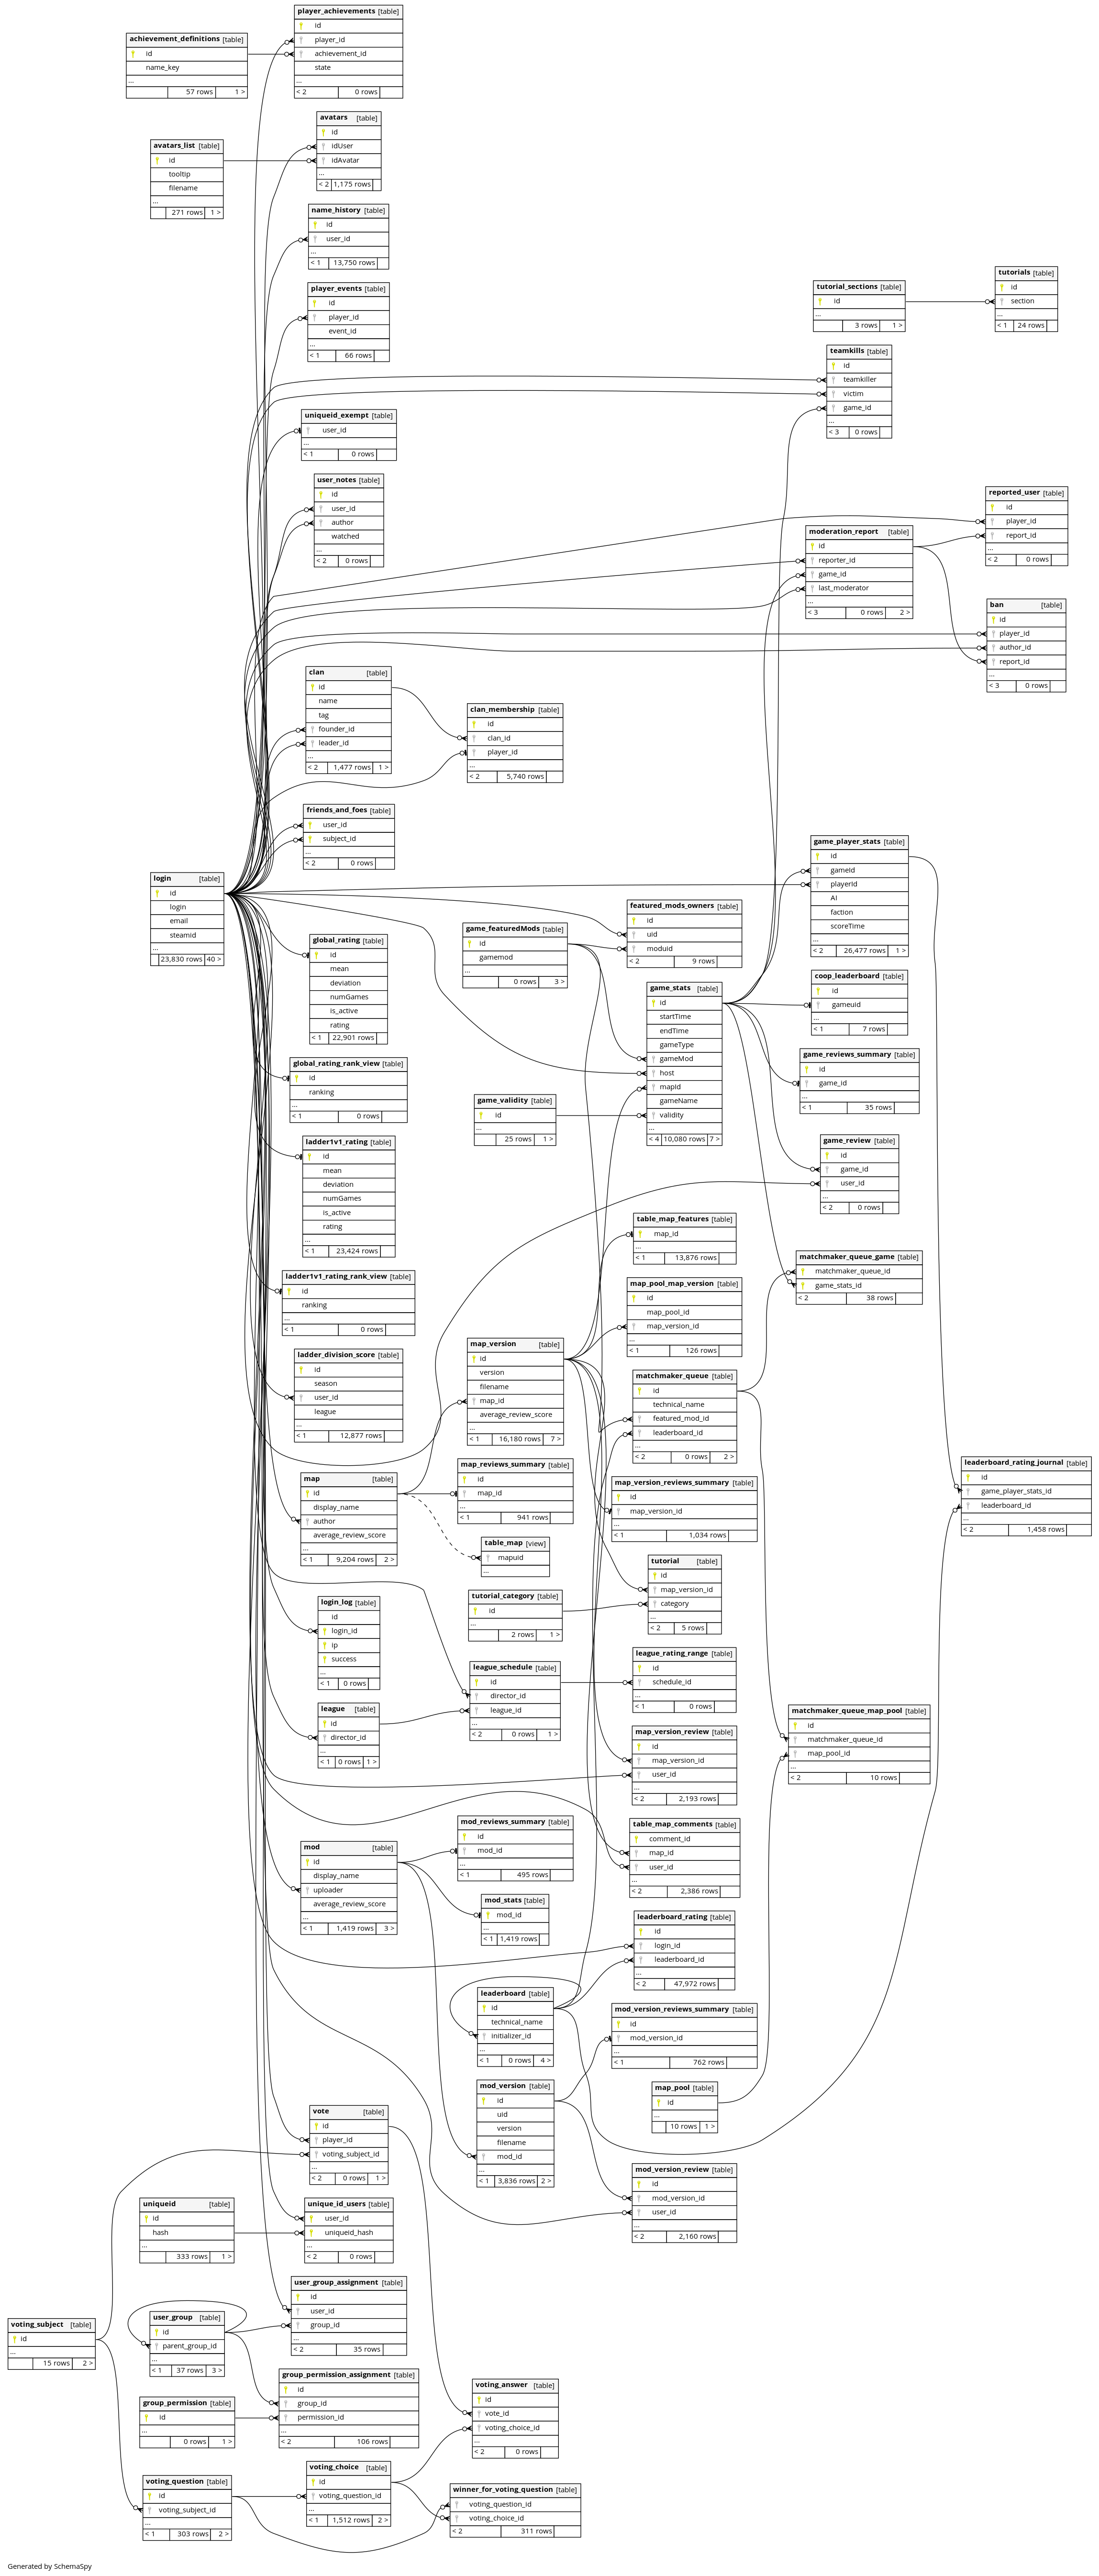 player_achievements [table]
id
player_id
achievement_id
state
...
< 2 0 rows
achievement_definitions [table]
id
name_key
...
57 rows 1 >
avatars [table]
id
idUser
idAvatar
...
< 2 1,175 rows
avatars_list [table]
id
tooltip
filename
...
271 rows 1 >
name_history [table]
id
user_id
...
< 1 13,750 rows
player_events [table]
id
player_id
event_id
...
< 1 66 rows
tutorial_sections [table]
id
...
3 rows 1 >
tutorials [table]
id
section
...
< 1 24 rows
teamkills [table]
id
teamkiller
victim
game_id
...
< 3 0 rows
uniqueid_exempt [table]
user_id
...
< 1 0 rows
user_notes [table]
id
user_id
author
watched
...
< 2 0 rows
reported_user [table]
id
player_id
report_id
...
< 2 0 rows
moderation_report [table]
id
reporter_id
game_id
last_moderator
...
< 3 0 rows 2 >
ban [table]
id
player_id
author_id
report_id
...
< 3 0 rows
clan [table]
id
name
tag
founder_id
leader_id
...
< 2 1,477 rows 1 >
clan_membership [table]
id
clan_id
player_id
...
< 2 5,740 rows
friends_and_foes [table]
user_id
subject_id
...
< 2 0 rows
login [table]
id
login
email
steamid
...
23,830 rows 40 >
game_player_stats [table]
id
gameId
playerId
AI
faction
scoreTime
...
< 2 26,477 rows 1 >
featured_mods_owners [table]
id
uid
moduid
...
< 2 9 rows
game_featuredMods [table]
id
gamemod
...
0 rows 3 >
global_rating [table]
id
mean
deviation
numGames
is_active
rating
< 1 22,901 rows
game_stats [table]
id
startTime
endTime
gameType
gameMod
host
mapId
gameName
validity
...
< 4 10,080 rows 7 >
coop_leaderboard [table]
id
gameuid
...
< 1 7 rows
game_reviews_summary [table]
id
game_id
...
< 1 35 rows
global_rating_rank_view [table]
id
ranking
...
< 1 0 rows
game_validity [table]
id
...
25 rows 1 >
ladder1v1_rating [table]
id
mean
deviation
numGames
is_active
rating
...
< 1 23,424 rows
game_review [table]
id
game_id
user_id
...
< 2 0 rows
table_map_features [table]
map_id
...
< 1 13,876 rows
matchmaker_queue_game [table]
matchmaker_queue_id
game_stats_id
< 2 38 rows
ladder1v1_rating_rank_view [table]
id
ranking
...
< 1 0 rows
map_pool_map_version [table]
id
map_pool_id
map_version_id
...
< 1 126 rows
map_version [table]
id
version
filename
map_id
average_review_score
...
< 1 16,180 rows 7 >
ladder_division_score [table]
id
season
user_id
league
...
< 1 12,877 rows
matchmaker_queue [table]
id
technical_name
featured_mod_id
leaderboard_id
...
< 2 0 rows 2 >
leaderboard_rating_journal [table]
id
game_player_stats_id
leaderboard_id
...
< 2 1,458 rows
map [table]
id
display_name
author
average_review_score
...
< 1 9,204 rows 2 >
map_reviews_summary [table]
id
map_id
...
< 1 941 rows
map_version_reviews_summary [table]
id
map_version_id
...
< 1 1,034 rows
table_map [view]
mapuid
...
tutorial [table]
id
map_version_id
category
...
< 2 5 rows
login_log [table]
id
login_id
ip
success
...
< 1 0 rows
tutorial_category [table]
id
...
2 rows 1 >
league_schedule [table]
id
director_id
league_id
...
< 2 0 rows 1 >
league_rating_range [table]
id
schedule_id
...
< 1 0 rows
league [table]
id
director_id
...
< 1 0 rows 1 >
matchmaker_queue_map_pool [table]
id
matchmaker_queue_id
map_pool_id
...
< 2 10 rows
map_version_review [table]
id
map_version_id
user_id
...
< 2 2,193 rows
mod_reviews_summary [table]
id
mod_id
...
< 1 495 rows
table_map_comments [table]
comment_id
map_id
user_id
...
< 2 2,386 rows
mod [table]
id
display_name
uploader
average_review_score
...
< 1 1,419 rows 3 >
mod_stats [table]
mod_id
...
< 1 1,419 rows
leaderboard_rating [table]
id
login_id
leaderboard_id
...
< 2 47,972 rows
leaderboard [table]
id
technical_name
initializer_id
...
< 1 0 rows 4 >
mod_version_reviews_summary [table]
id
mod_version_id
...
< 1 762 rows
mod_version [table]
id
uid
version
filename
mod_id
...
< 1 3,836 rows 2 >
map_pool [table]
id
...
10 rows 1 >
vote [table]
id
player_id
voting_subject_id
...
< 2 0 rows 1 >
mod_version_review [table]
id
mod_version_id
user_id
...
< 2 2,160 rows
uniqueid [table]
id
hash
...
333 rows 1 >
unique_id_users [table]
user_id
uniqueid_hash
...
< 2 0 rows
user_group_assignment [table]
id
user_id
group_id
...
< 2 35 rows
voting_subject [table]
id
...
15 rows 2 >
user_group [table]
id
parent_group_id
...
< 1 37 rows 3 >
group_permission_assignment [table]
id
group_id
permission_id
...
< 2 106 rows
group_permission [table]
id
...
0 rows 1 >
voting_answer [table]
id
vote_id
voting_choice_id
...
< 2 0 rows
voting_choice [table]
id
voting_question_id
...
< 1 1,512 rows 2 >
voting_question [table]
id
voting_subject_id
...
< 1 303 rows 2 >
winner_for_voting_question [table]
voting_question_id
voting_choice_id
< 2 311 rows
Generated by SchemaSpy